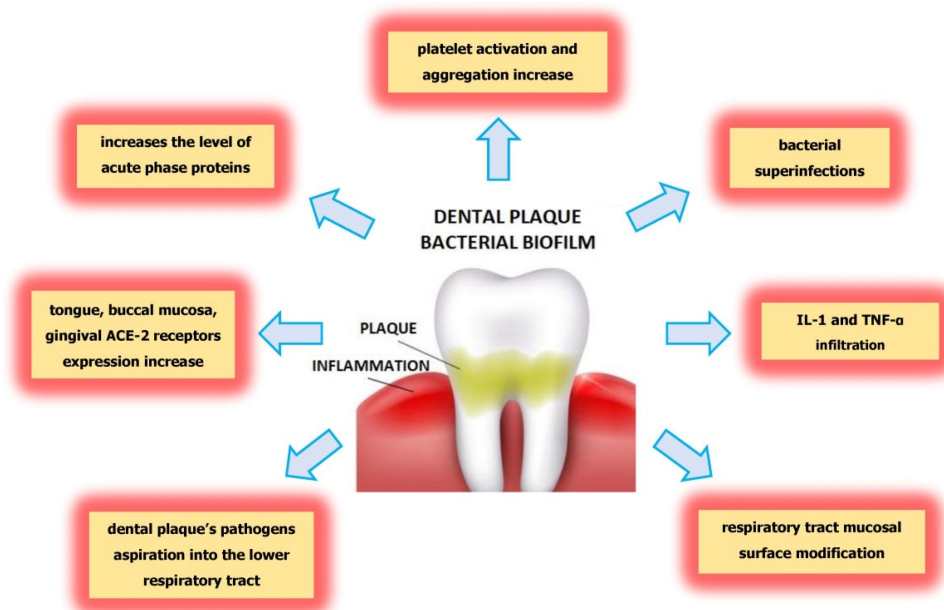 platelet activation and
aggregation increase
increases the level of
acute phase proteins
bacterial
superinfections
DENTAL PLAQUE
BACTERIAL BIOFILM
tongue, buccal mucosa,
gingival ACE-2 receptors
expression increase
PLAQUE
INFLAMMATION
IL-1 and TNF-α
infiltration
dental plaque’s pathogens
aspiration into the lower
respiratory tract
respiratory tract mucosal
surface modification